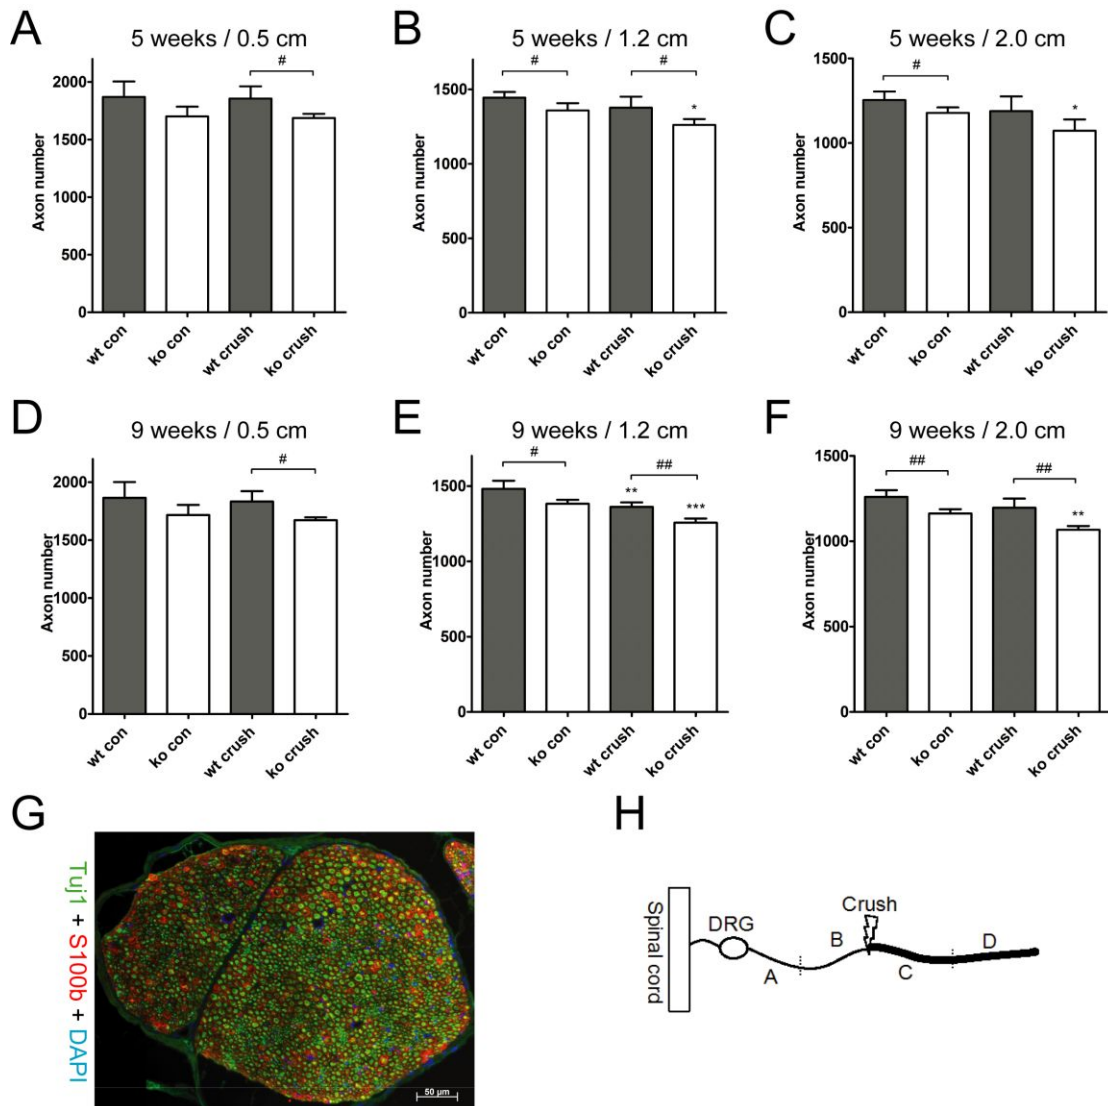 A
5 weeks / 0.5 cm
#
2000
1500
1000
500
0
Axon number
wt con
ko con
wt crush
ko crush
B
5 weeks / 1.2 cm
#
#
*
1500
1000
500
0
Axon number
wt con
ko con
wt crush
ko crush
C
5 weeks / 2.0 cm
#
*
1500
1000
500
0
Axon number
wt con
ko con
wt crush
ko crush
D
9 weeks / 0.5 cm
#
2000
1500
1000
500
0
Axon number
wt con
ko con
wt crush
ko crush
E
9 weeks / 1.2 cm
#
##
**
***
1500
1000
500
0
Axon number
wt con
ko con
wt crush
ko crush
F
9 weeks / 2.0 cm
##
##
**
1500
1000
500
0
Axon number
wt con
ko con
wt crush
ko crush
G
Tuj1 + S100b + DAPI
50 µm
H
Spinal cord
DRG
A
B
Crush
C
D